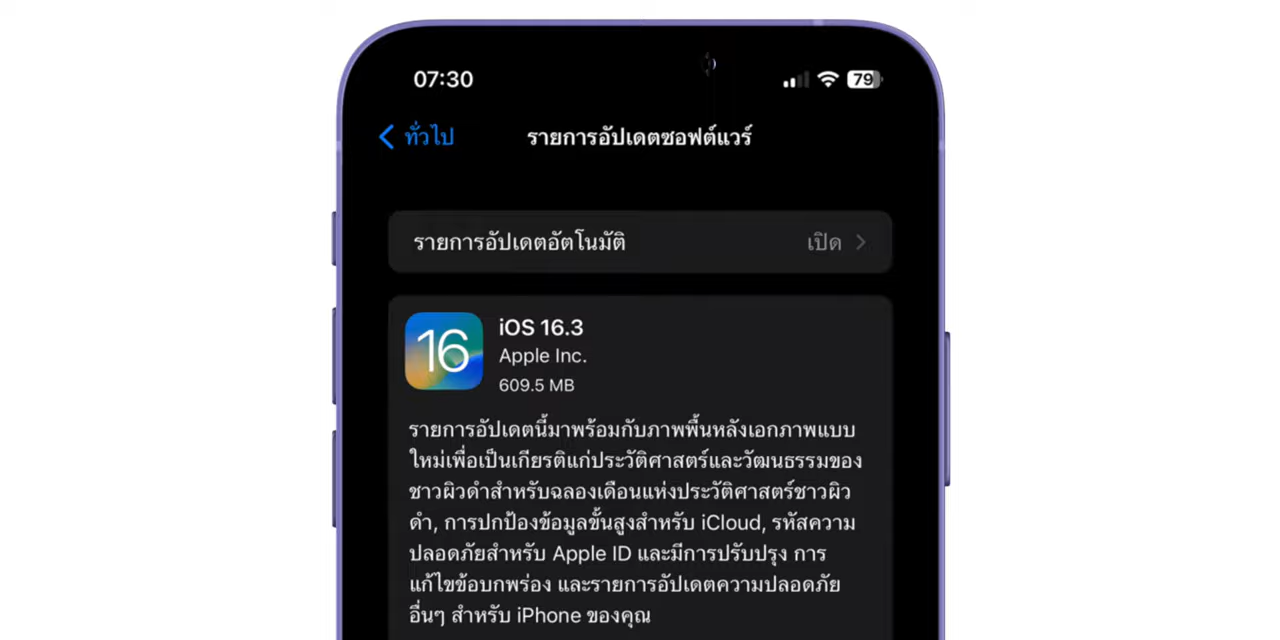 07:30
79
ทั่วไป
รายการอัปเดตซอฟต์แวร์
รายการอัปเดตอัตโนมัติ
เปิด
16
iOS 16.3
Apple Inc.
609.5 MB
รายการอัปเดตนี้มาพร้อมกับภาพพื้นหลังเอกภาพแบบ
ใหม่เพื่อเป็นเกียรติแก่ประวัติศาสตร์และวัฒนธรรมของ
ชาวผิวดำสำหรับฉลองเดือนแห่งประวัติศาสตร์ชาวผิว
ดำ, การปกป้องข้อมูลขั้นสูงสำหรับ iCloud, รหัสความ
ปลอดภัยสำหรับ Apple ID และมีการปรับปรุง การ
แก้ไขข้อบกพร่อง และรายการอัปเดตความปลอดภัย
อื่นๆ สำหรับ iPhone ของคุณ